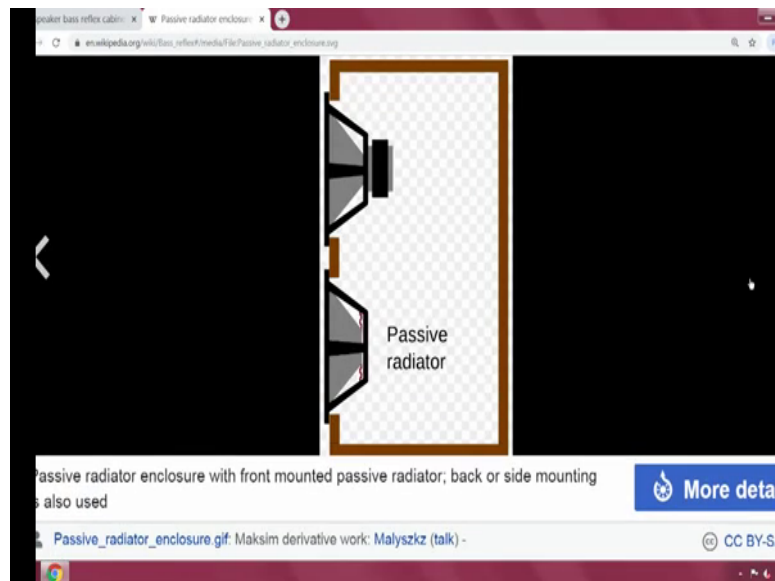 speaker bass reflex cabin x W Passive radiator enclosure x
en.wikipedia.org/wiki/Bass_reflex#/media/File:Passive_radiator_enclosure.svg
Passive
radiator
Passive radiator enclosure with front mounted passive radiator; back or side mounting
s also used
More deta
Passive_radiator_enclosure.gif: Maksim derivative work: Malyszkz (talk) -
cc CC BY-S